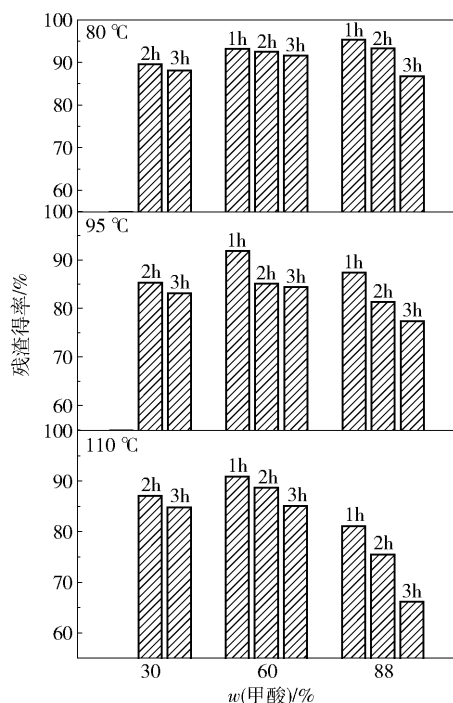 80 ℃
100
90
80
70
60
2h
3h
1h
2h
3h
1h
2h
3h
95 ℃
100
90
80
70
60
2h
3h
1h
2h
3h
1h
2h
3h
110 ℃
100
90
80
70
60
2h
3h
1h
2h
3h
1h
2h
3h
残渣得率/%
30
60
88
w(甲酸)/%